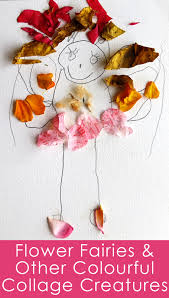 Flower Fairies &
Other Colourful
Collage Creatures